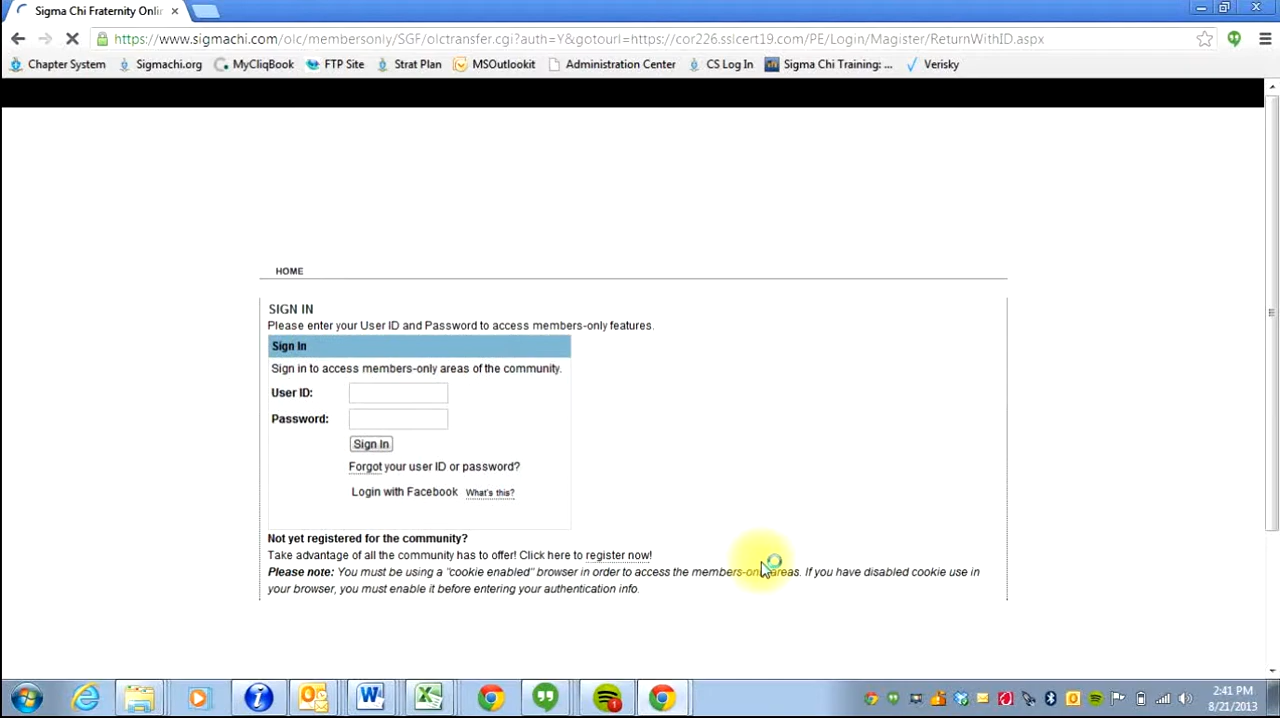 Sigma Chi Fraternity Onlin
https://www.sigmachi.com/olc/membersonly/SGF/olctransfer.cgi?auth=Y&gotourl=https://cor226.sslcert19.com/PE/Login/Magister/ReturnWithID.aspx
Chapter System Sigmachi.org MyCliqBook FTP Site Strat Plan MSOutlookit Administration Center CS Log In Sigma Chi Training: ... Verisky
HOME
SIGN IN
Please enter your User ID and Password to access members-only features.
Sign In
Sign in to access members-only areas of the community.
User ID:
Password:
Sign In
Forgot your user ID or password?
Login with Facebook What's this?
Not yet registered for the community?
Take advantage of all the community has to offer! Click here to register now!
Please note: You must be using a "cookie enabled" browser in order to access the members-only areas. If you have disabled cookie use in
your browser, you must enable it before entering your authentication info.
2:41 PM
8/21/2013